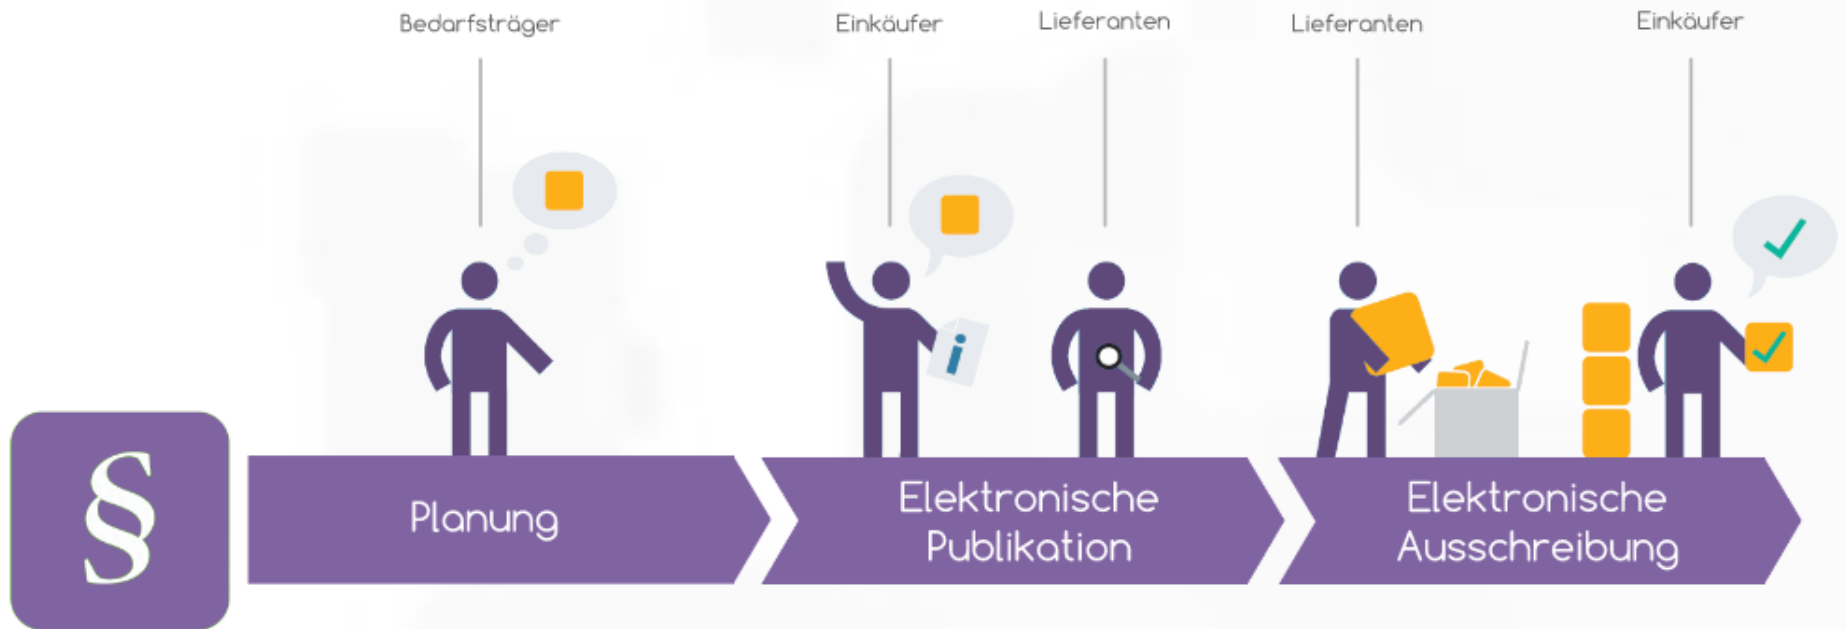 Bedarfsträger
Einkäufer
Lieferanten
Lieferanten
Einkäufer
i
§
Planung
Elektronische
Publikation
Elektronische
Ausschreibung